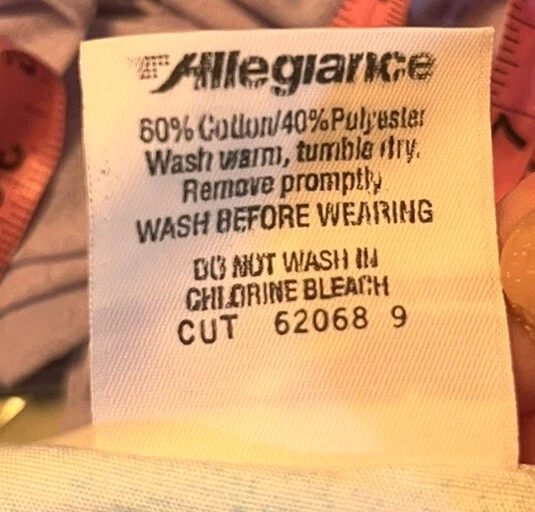 Allegiance
60% Cotton/40% Polyester
Wash warm, tumble dry.
Remove promptly
WASH BEFORE WEARING
DO NOT WASH IN
CHLORINE BLEACH
CUT 62068 9